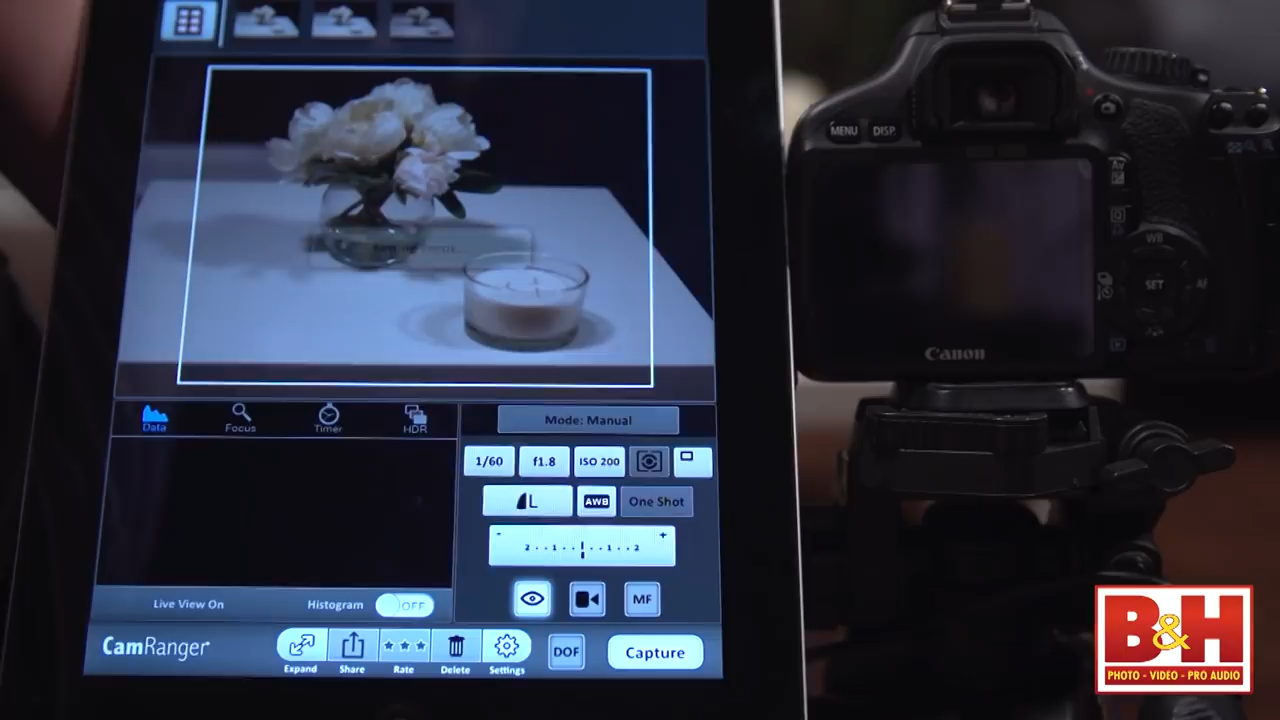 MENU DISP.
Av
Q
WB
SET
AF
Canon
Data
Focus
Timer
HDR
Mode: Manual
1/60
f1.8
ISO 200
L
AWB
One Shot
- +
2 · · 1 · · · · 1 · · 2
MF
Live View On
Histogram
OFF
CamRanger
Expand
Share
Rate
Delete
Settings
DOF
Capture
B&H
PHOTO - VIDEO - PRO AUDIO